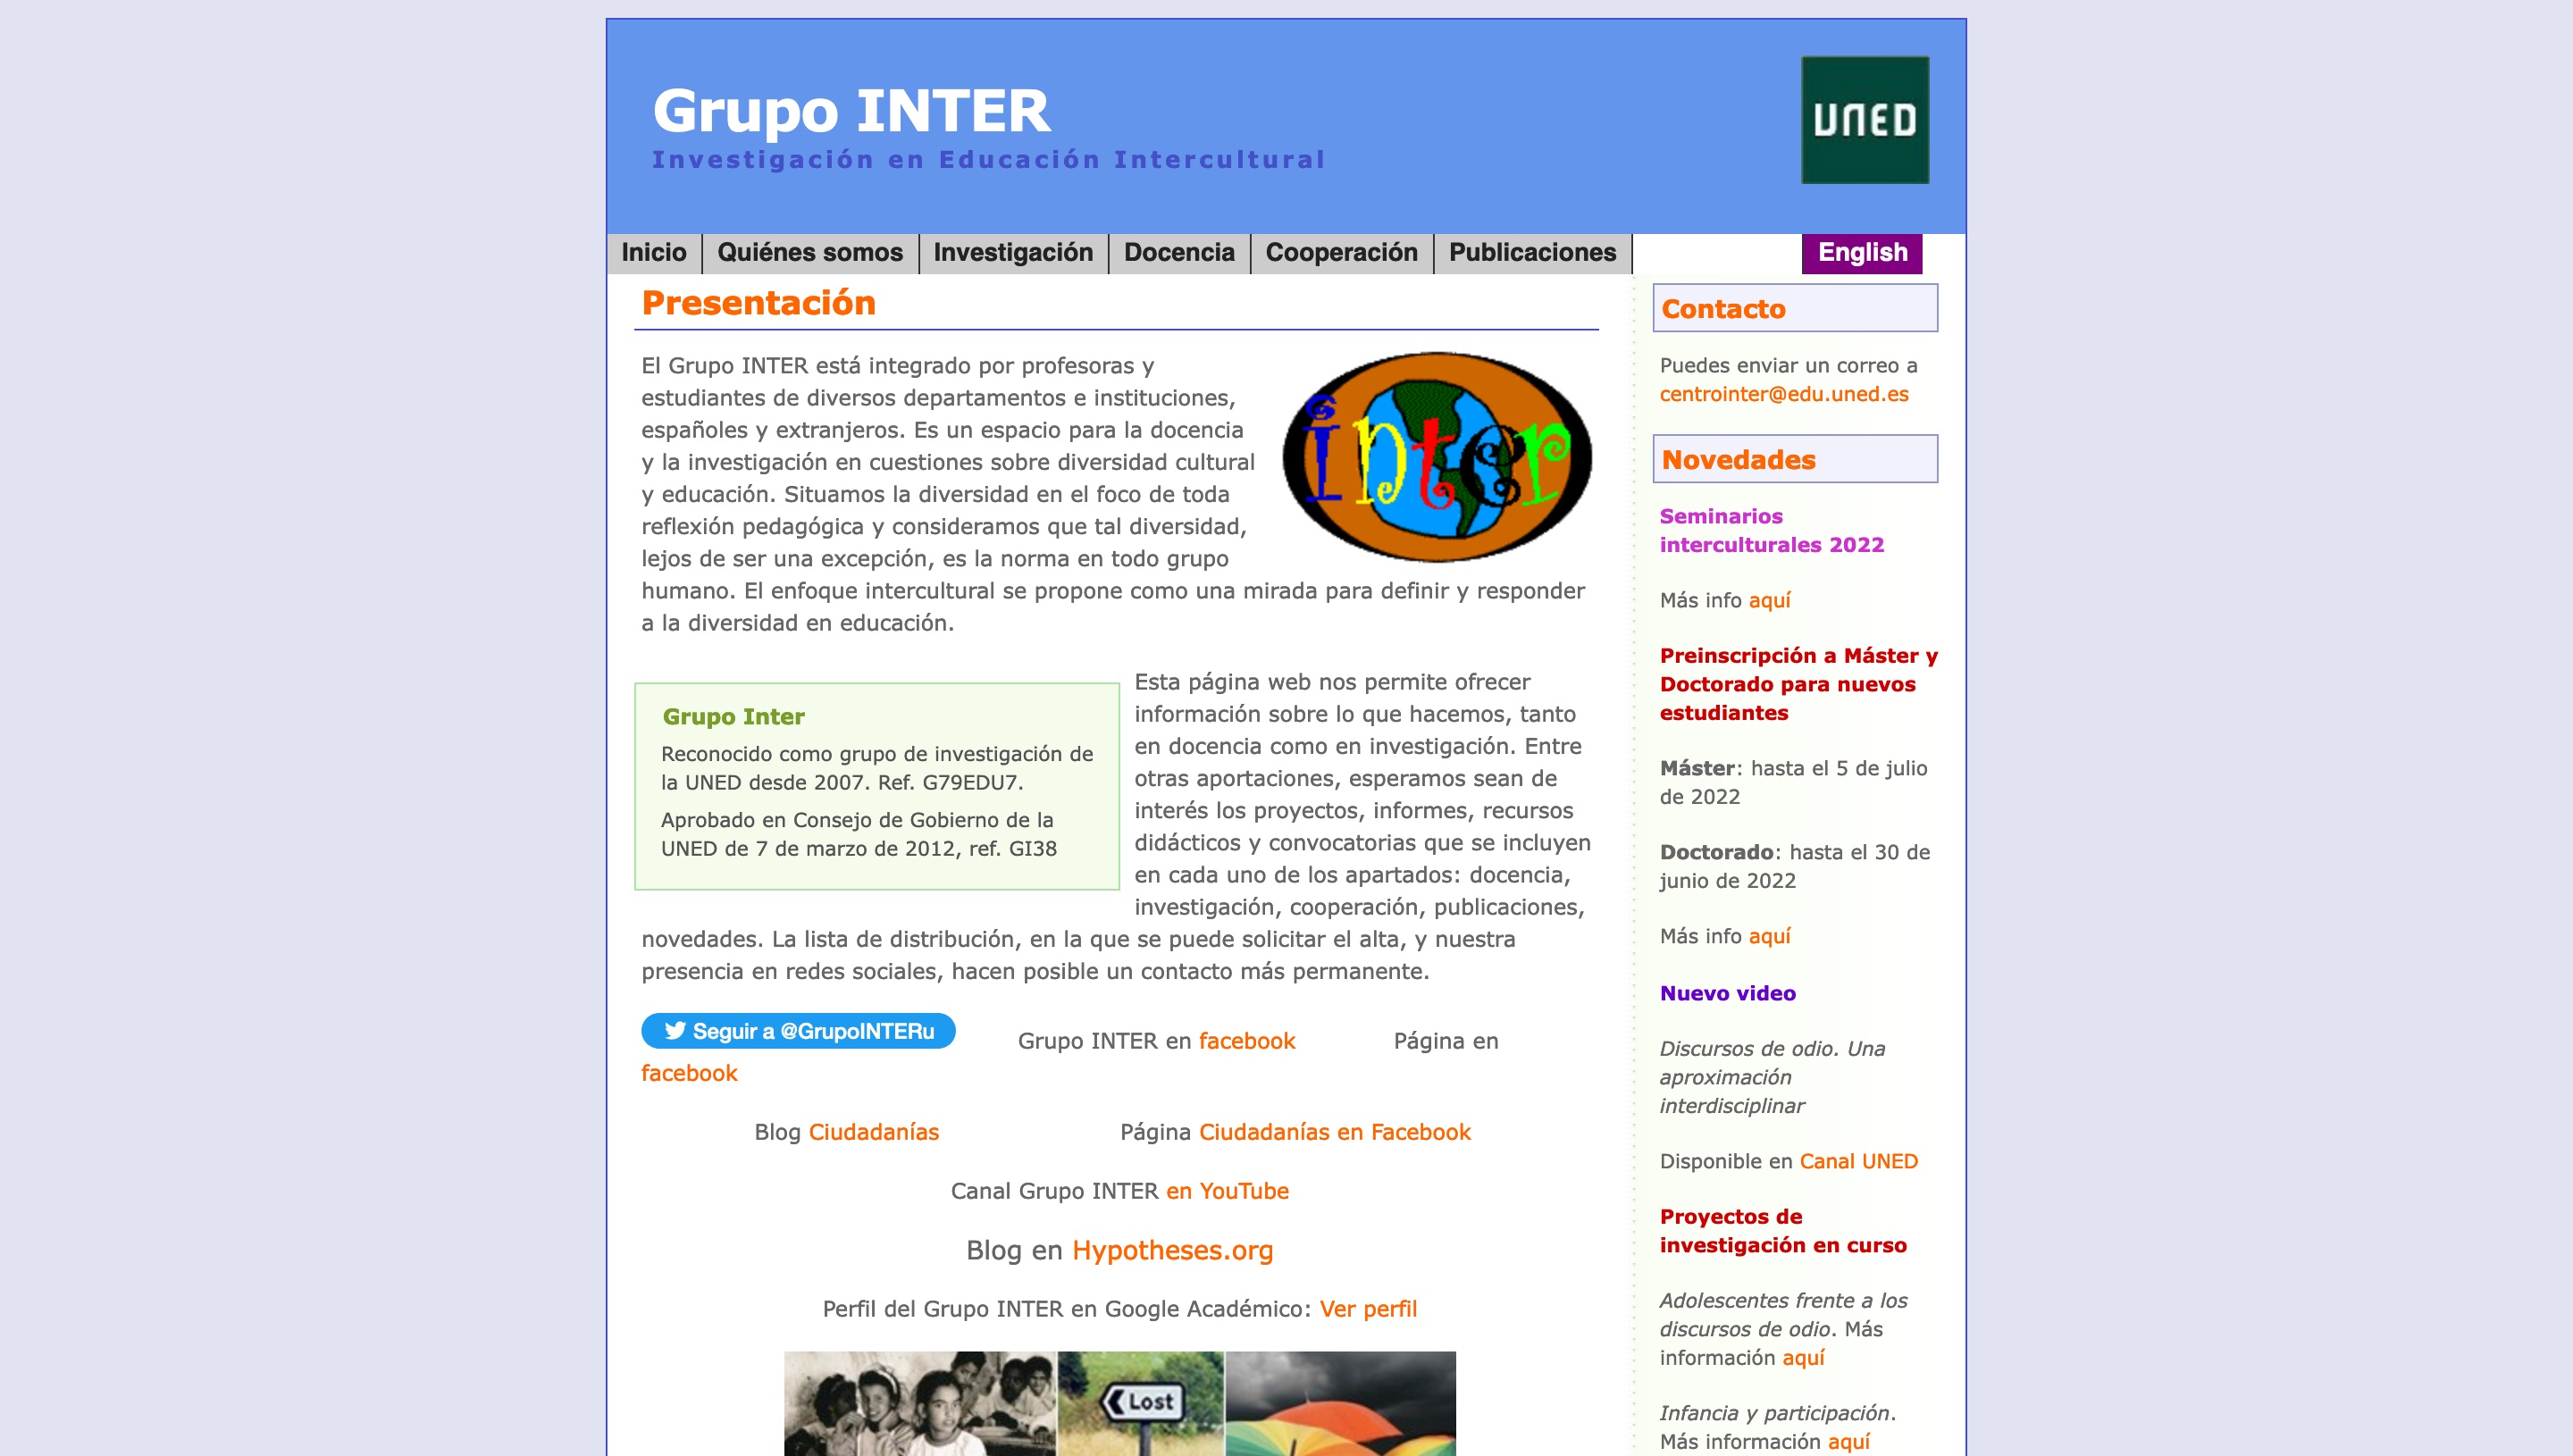 Grupo INTER
Investigación en Educación Intercultural
UNED
Inicio
Quiénes somos
Investigación
Docencia
Cooperación
Publicaciones
English
Presentación
El Grupo INTER está integrado por profesoras y
estudiantes de diversos departamentos e instituciones,
españoles y extranjeros. Es un espacio para la docencia
y la investigación en cuestiones sobre diversidad cultural
y educación. Situamos la diversidad en el foco de toda
reflexión pedagógica y consideramos que tal diversidad,
lejos de ser una excepción, es la norma en todo grupo
humano. El enfoque intercultural se propone como una mirada para definir y responder
a la diversidad en educación.
inter
Grupo Inter
Reconocido como grupo de investigación de
la UNED desde 2007. Ref. G79EDU7.
Aprobado en Consejo de Gobierno de la
UNED de 7 de marzo de 2012, ref. GI38
Esta página web nos permite ofrecer
información sobre lo que hacemos, tanto
en docencia como en investigación. Entre
otras aportaciones, esperamos sean de
interés los proyectos, informes, recursos
didácticos y convocatorias que se incluyen
en cada uno de los apartados: docencia,
investigación, cooperación, publicaciones,
novedades. La lista de distribución, en la que se puede solicitar el alta, y nuestra
presencia en redes sociales, hacen posible un contacto más permanente.
Seguir a @GrupoINTERu
Grupo INTER en facebook
Página en
facebook
Blog Ciudadanías
Página Ciudadanías en Facebook
Canal Grupo INTER en YouTube
Blog en Hypotheses.org
Perfil del Grupo INTER en Google Académico: Ver perfil
Lost
Contacto
Puedes enviar un correo a
centrointer@edu.uned.es
Novedades
Seminarios
interculturales 2022
Más info aquí
Preinscripción a Máster y
Doctorado para nuevos
estudiantes
Máster: hasta el 5 de julio
de 2022
Doctorado: hasta el 30 de
junio de 2022
Más info aquí
Nuevo video
Discursos de odio. Una
aproximación
interdisciplinar
Disponible en Canal UNED
Proyectos de
investigación en curso
Adolescentes frente a los
discursos de odio. Más
información aquí
Infancia y participación.
Más información aquí